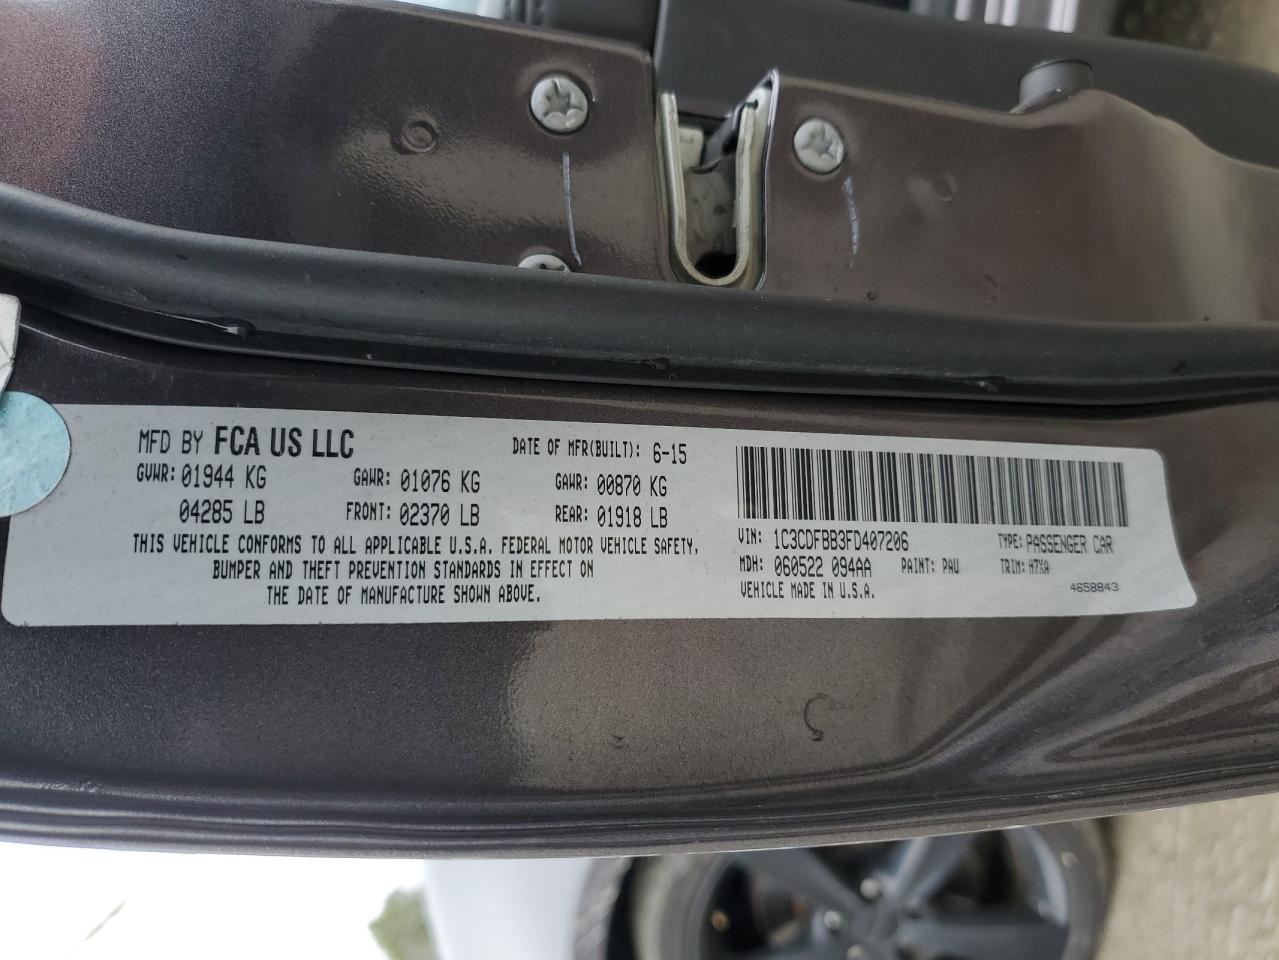 MFD BY FCA US LLC DATE OF MFR(BUILT): 6-15
GVWR: 01944 KG GAWR: 01076 KG GAWR: 00870 KG
04285 LB FRONT: 02370 LB REAR: 01918 LB
THIS VEHICLE CONFORMS TO ALL APPLICABLE U.S.A. FEDERAL MOTOR VEHICLE SAFETY,
BUMPER AND THEFT PREVENTION STANDARDS IN EFFECT ON
THE DATE OF MANUFACTURE SHOWN ABOVE.
VIN: 1C3CDFBB3FD407206 TYPE: PASSENGER CAR
MDH: 060522 094AA PAINT: PAU TRIM: H7XA
VEHICLE MADE IN U.S.A. 4658843